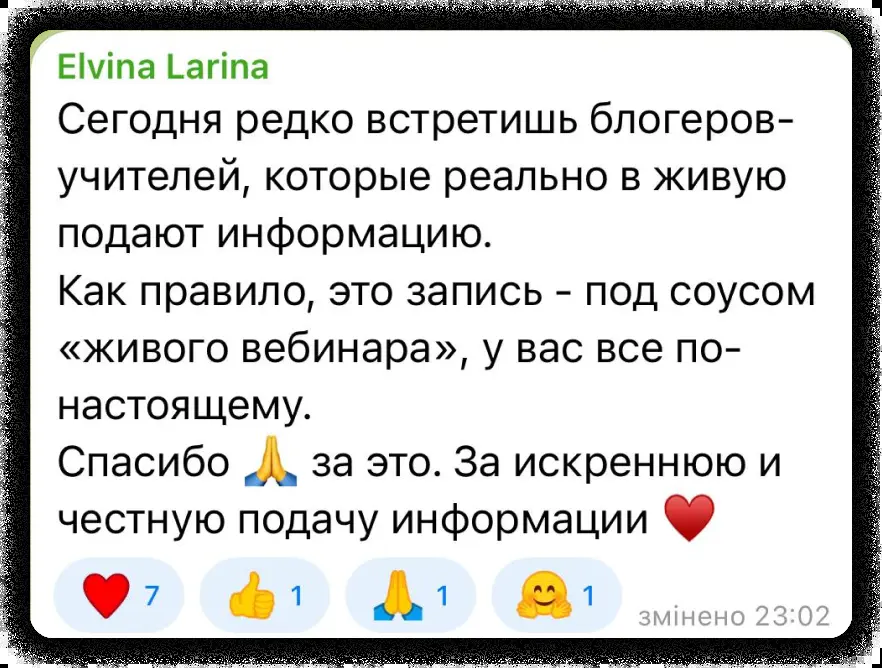 Elvina Larina
Сегодня редко встретишь блогеров-
учителей, которые реально в живую
подают информацию.
Как правило, это запись - под соусом
«живого вебинара», у вас все по-
настоящему.
Спасибо 🙏 за это. За искреннюю и
честную подачу информации ♥️
❤️ 7 👍 1 🙏 1 🤗 1 змінено 23:02